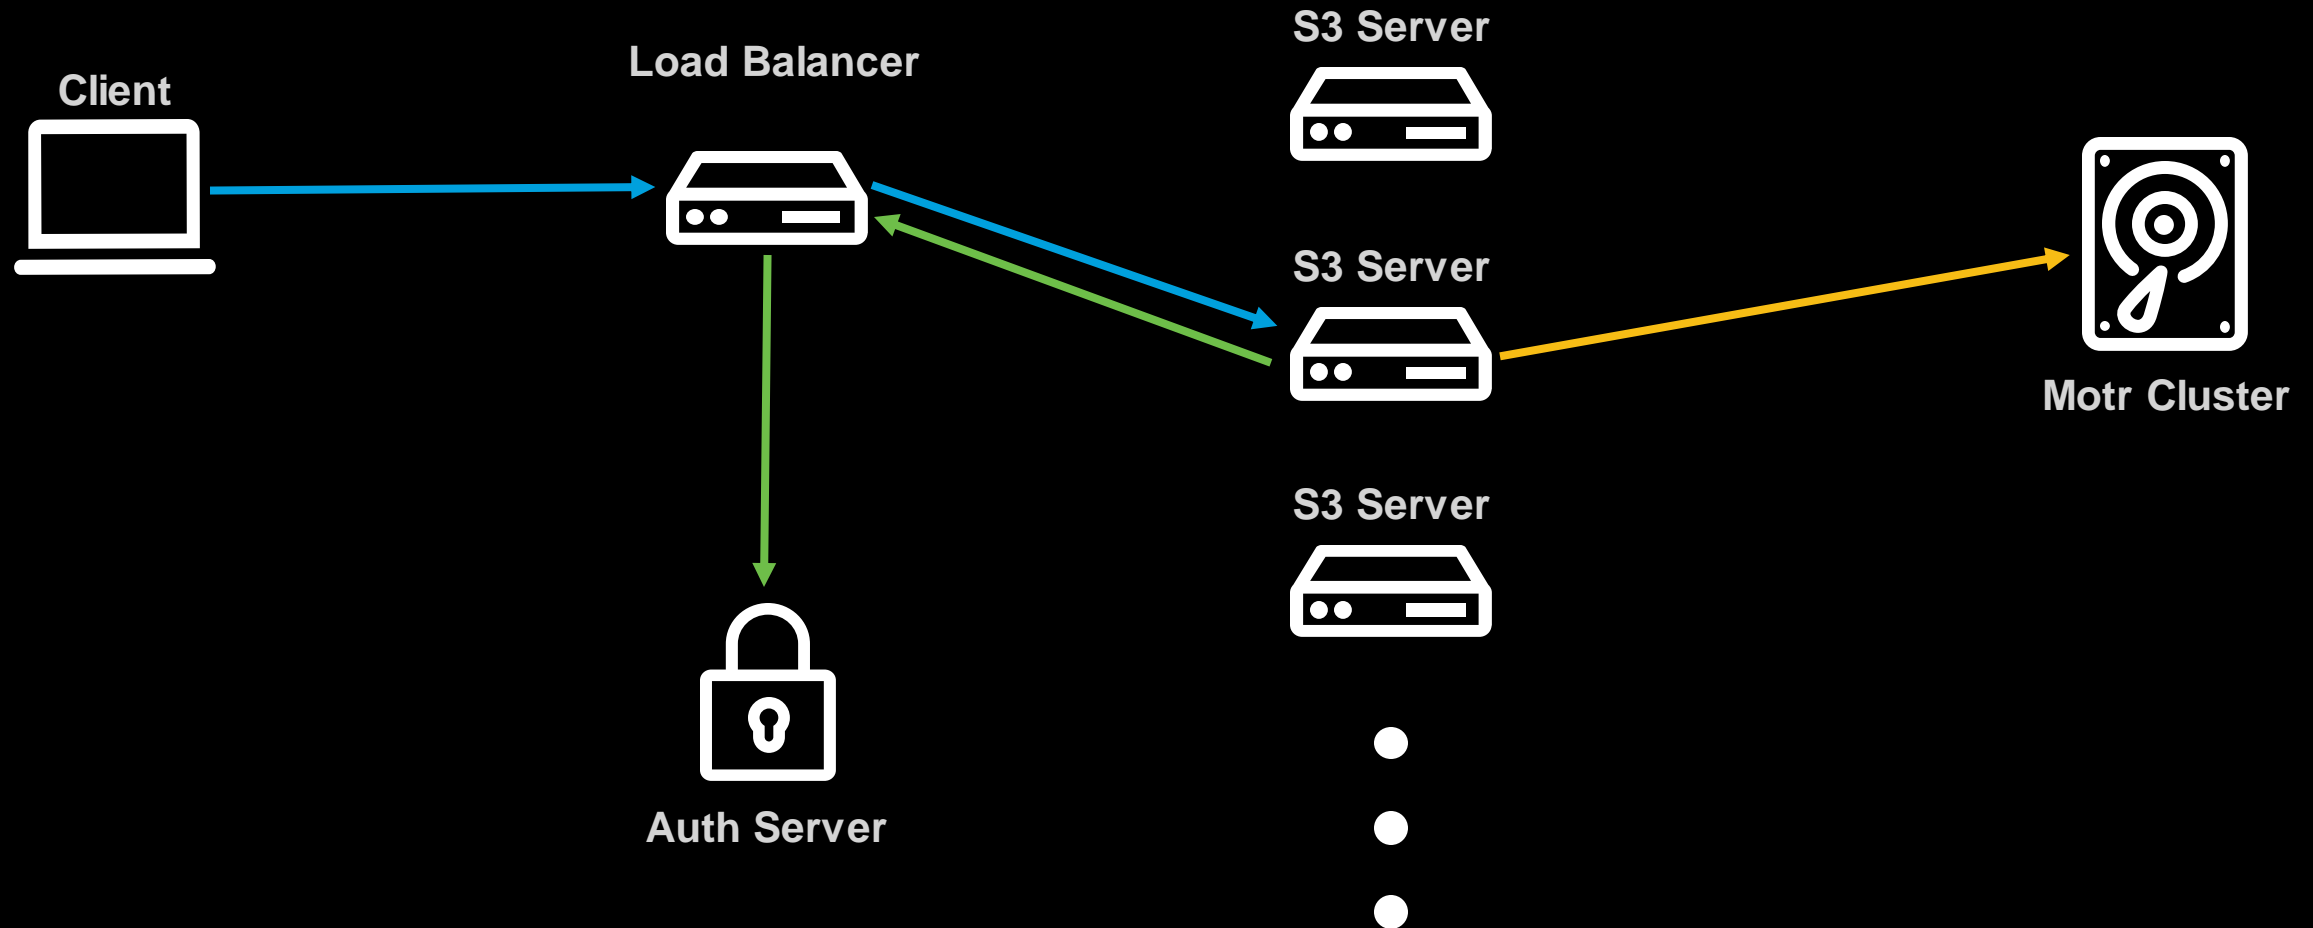 Client
Load Balancer
S3 Server
S3 Server
Motr Cluster
S3 Server
Auth Server